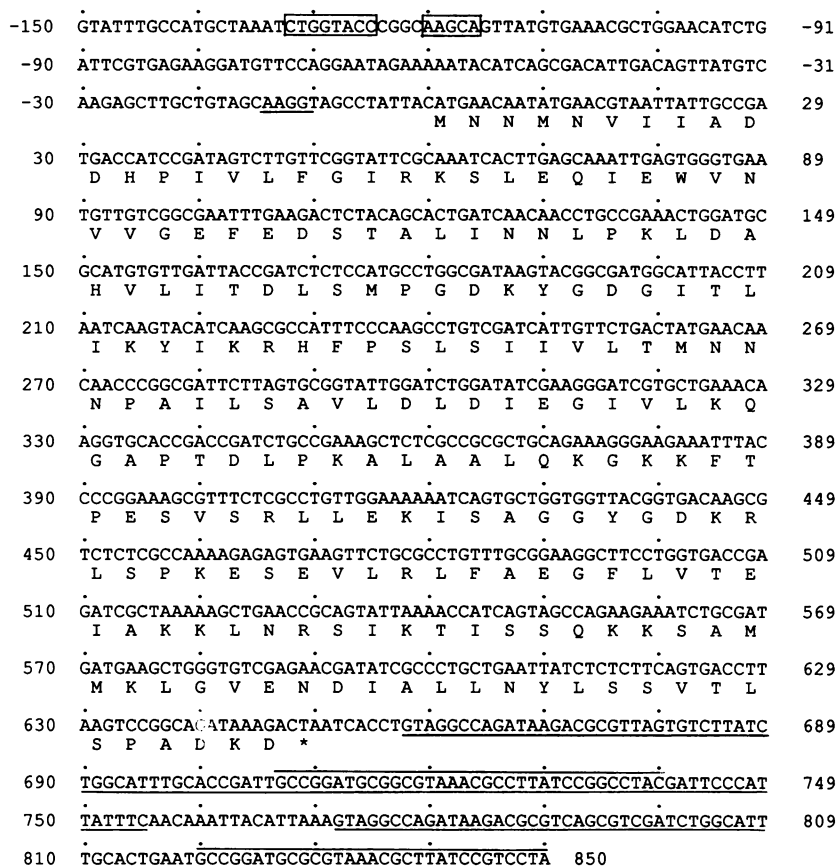 -150 GTATTTGCCATGCTAAATCTGGTACCCGGCAAGCAGTTATGTGAAACGCTGGAACATCTG -91
-90 ATTCGTGAGAAGGATGTTCCAGGAATAGAAAAATACATCAGCGACATTGACAGTTATGTC -31
-30 AAGAGCTTGCTGTAGCAAGGTAGCCTATTACATGAACAATATGAACGTAATTATTGCCGA 29
M N N M N V I I A D
30 TGACCATCCGATAGTCTTGTTCGGTATTCGCAAATCACTTGAGCAAATTGAGTGGGTGAA 89
D H P I V L F G I R K S L E Q I E W V N
90 TGTTGTCGGCGAATTTGAAGACTCTACAGCACTGATCAACAACCTGCCGAAACTGGATGC 149
V V G E F E D S T A L I N N L P K L D A
150 GCATGTGTTGATTACCGATCTCTCCATGCCTGGCGATAAGTACGGCGATGGCATTACCTT 209
H V L I T D L S M P G D K Y G D G I T L
210 AATCAAGTACATCAAGCGCCATTTCCCAAGCCTGTCGATCATTGTTCTGACTATGAACAA 269
I K Y I K R H F P S L S I I V L T M N N
270 CAACCCGGCGATTCTTAGTGCGGTATTGGATCTGGATATCGAAGGGATCGTGCTGAAACA 329
N P A I L S A V L D L D I E G I V L K Q
330 AGGTGCACCGACCGATCTGCCGAAAGCTCTCGCCGCGCTGCAGAAAGGGAAGAAATTTAC 389
G A P T D L P K A L A A L Q K G K K F T
390 CCCGGAAAGCGTTTCTCGCCTGTTGGAAAAAATCAGTGCTGGTGGTTACGGTGACAAGCG 449
P E S V S R L L E K I S A G G Y G D K R
450 TCTCTCGCCAAAAGAGAGTGAAGTTCTGCGCCTGTTTGCGGAAGGCTTCCTGGTGACCGA 509
L S P K E S E V L R L F A E G F L V T E
510 GATCGCTAAAAAGCTGAACCGCAGTATTAAAACCATCAGTAGCCAGAAGAAATCTGCGAT 569
I A K K L N R S I K T I S S Q K K S A M
570 GATGAAGCTGGGTGTCGAGAACGATATCGCCCTGCTGAATTATCTCTCTTCAGTGACCTT 629
M K L G V E N D I A L L N Y L S S V T L
630 AAGTCCGGCAGATAAAGACTAATCACCTGTAGGCCAGATAAGACGCGTTAGTGTCTTATC 689
S P A D K D *
690 TGGCATTTGCACCGATTGCCGGATGCGGCGTAAACGCCTTATCCGGCCTACGATTCCCAT 749
750 TATTTCAACAAATTACATTAAAGTAGGCCAGATAAGACGCGTCAGCGTCGATCTGGCATT 809
810 TGCACTGAATGCCGGATGCGCGTAAACGCTTATCCGTCCTA 850